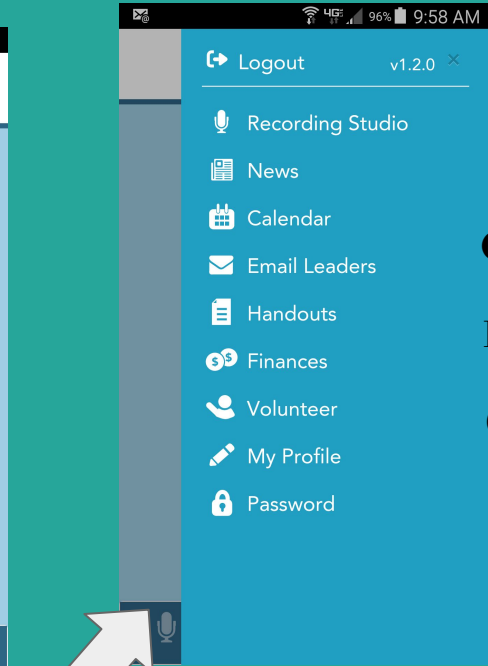 4G 96% 9:58 AM
Logout v1.2.0 ×
Recording Studio
News
Calendar
Email Leaders
Handouts
$ $ Finances
Volunteer
My Profile
Password